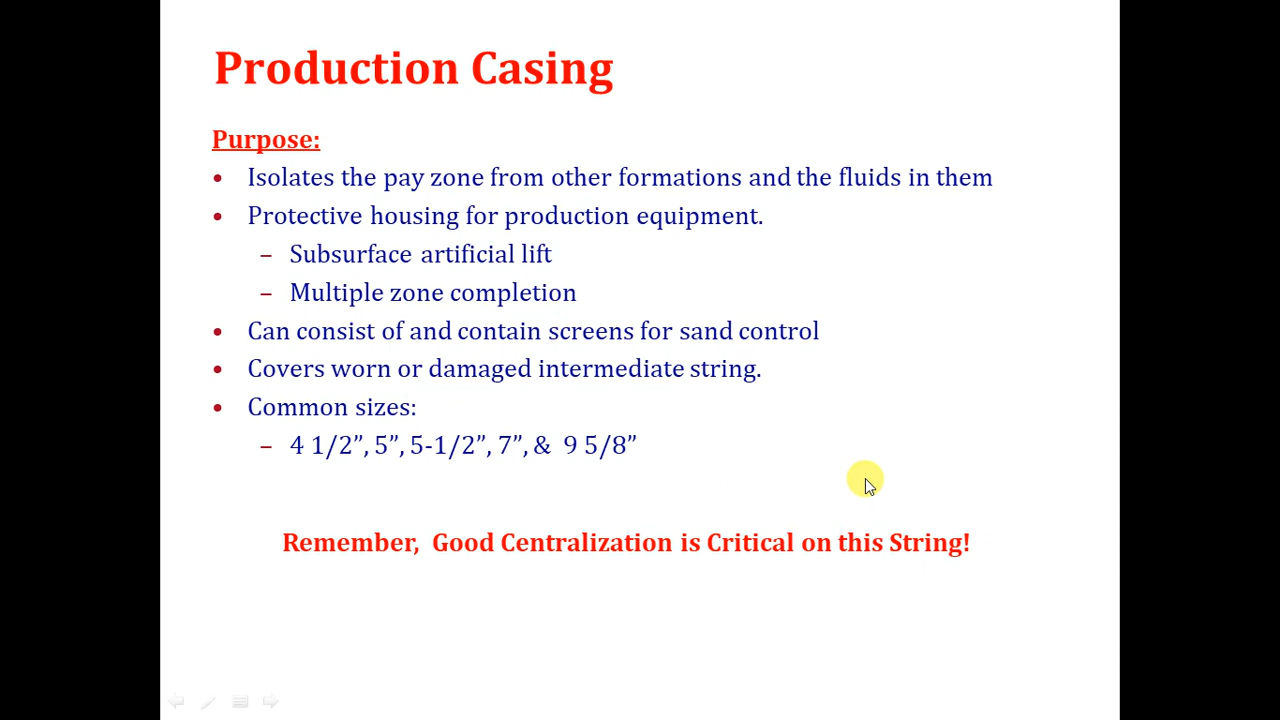 Production Casing
Purpose:
• Isolates the pay zone from other formations and the fluids in them
• Protective housing for production equipment.
– Subsurface artificial lift
– Multiple zone completion
• Can consist of and contain screens for sand control
• Covers worn or damaged intermediate string.
• Common sizes:
– 4 1/2”, 5”, 5-1/2”, 7”, & 9 5/8”
Remember, Good Centralization is Critical on this String!